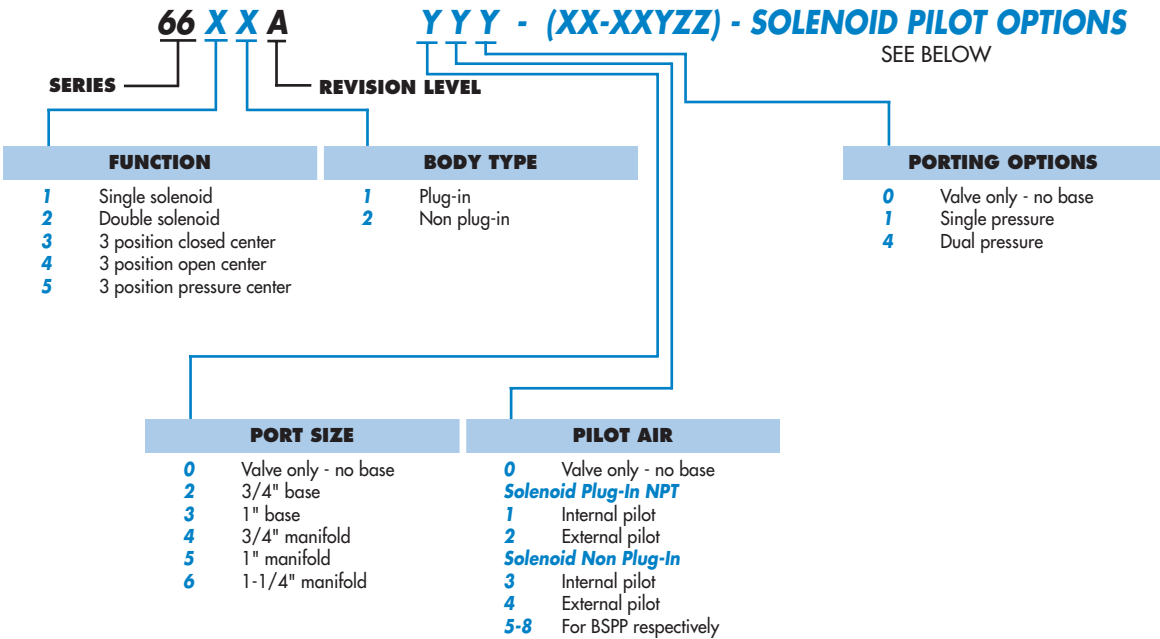 66 X X A Y Y Y - (XX-XXYZZ) - SOLENOID PILOT OPTIONS
SEE BELOW
SERIES REVISION LEVEL
FUNCTION
1 Single solenoid
2 Double solenoid
3 3 position closed center
4 3 position open center
5 3 position pressure center
BODY TYPE
1 Plug-in
2 Non plug-in
PORTING OPTIONS
0 Valve only - no base
1 Single pressure
4 Dual pressure
PORT SIZE
0 Valve only - no base
2 3/4" base
3 1" base
4 3/4" manifold
5 1" manifold
6 1-1/4" manifold
PILOT AIR
0 Valve only - no base
Solenoid Plug-In NPT
1 Internal pilot
2 External pilot
Solenoid Non Plug-In
3 Internal pilot
4 External pilot
5-8 For BSPP respectively